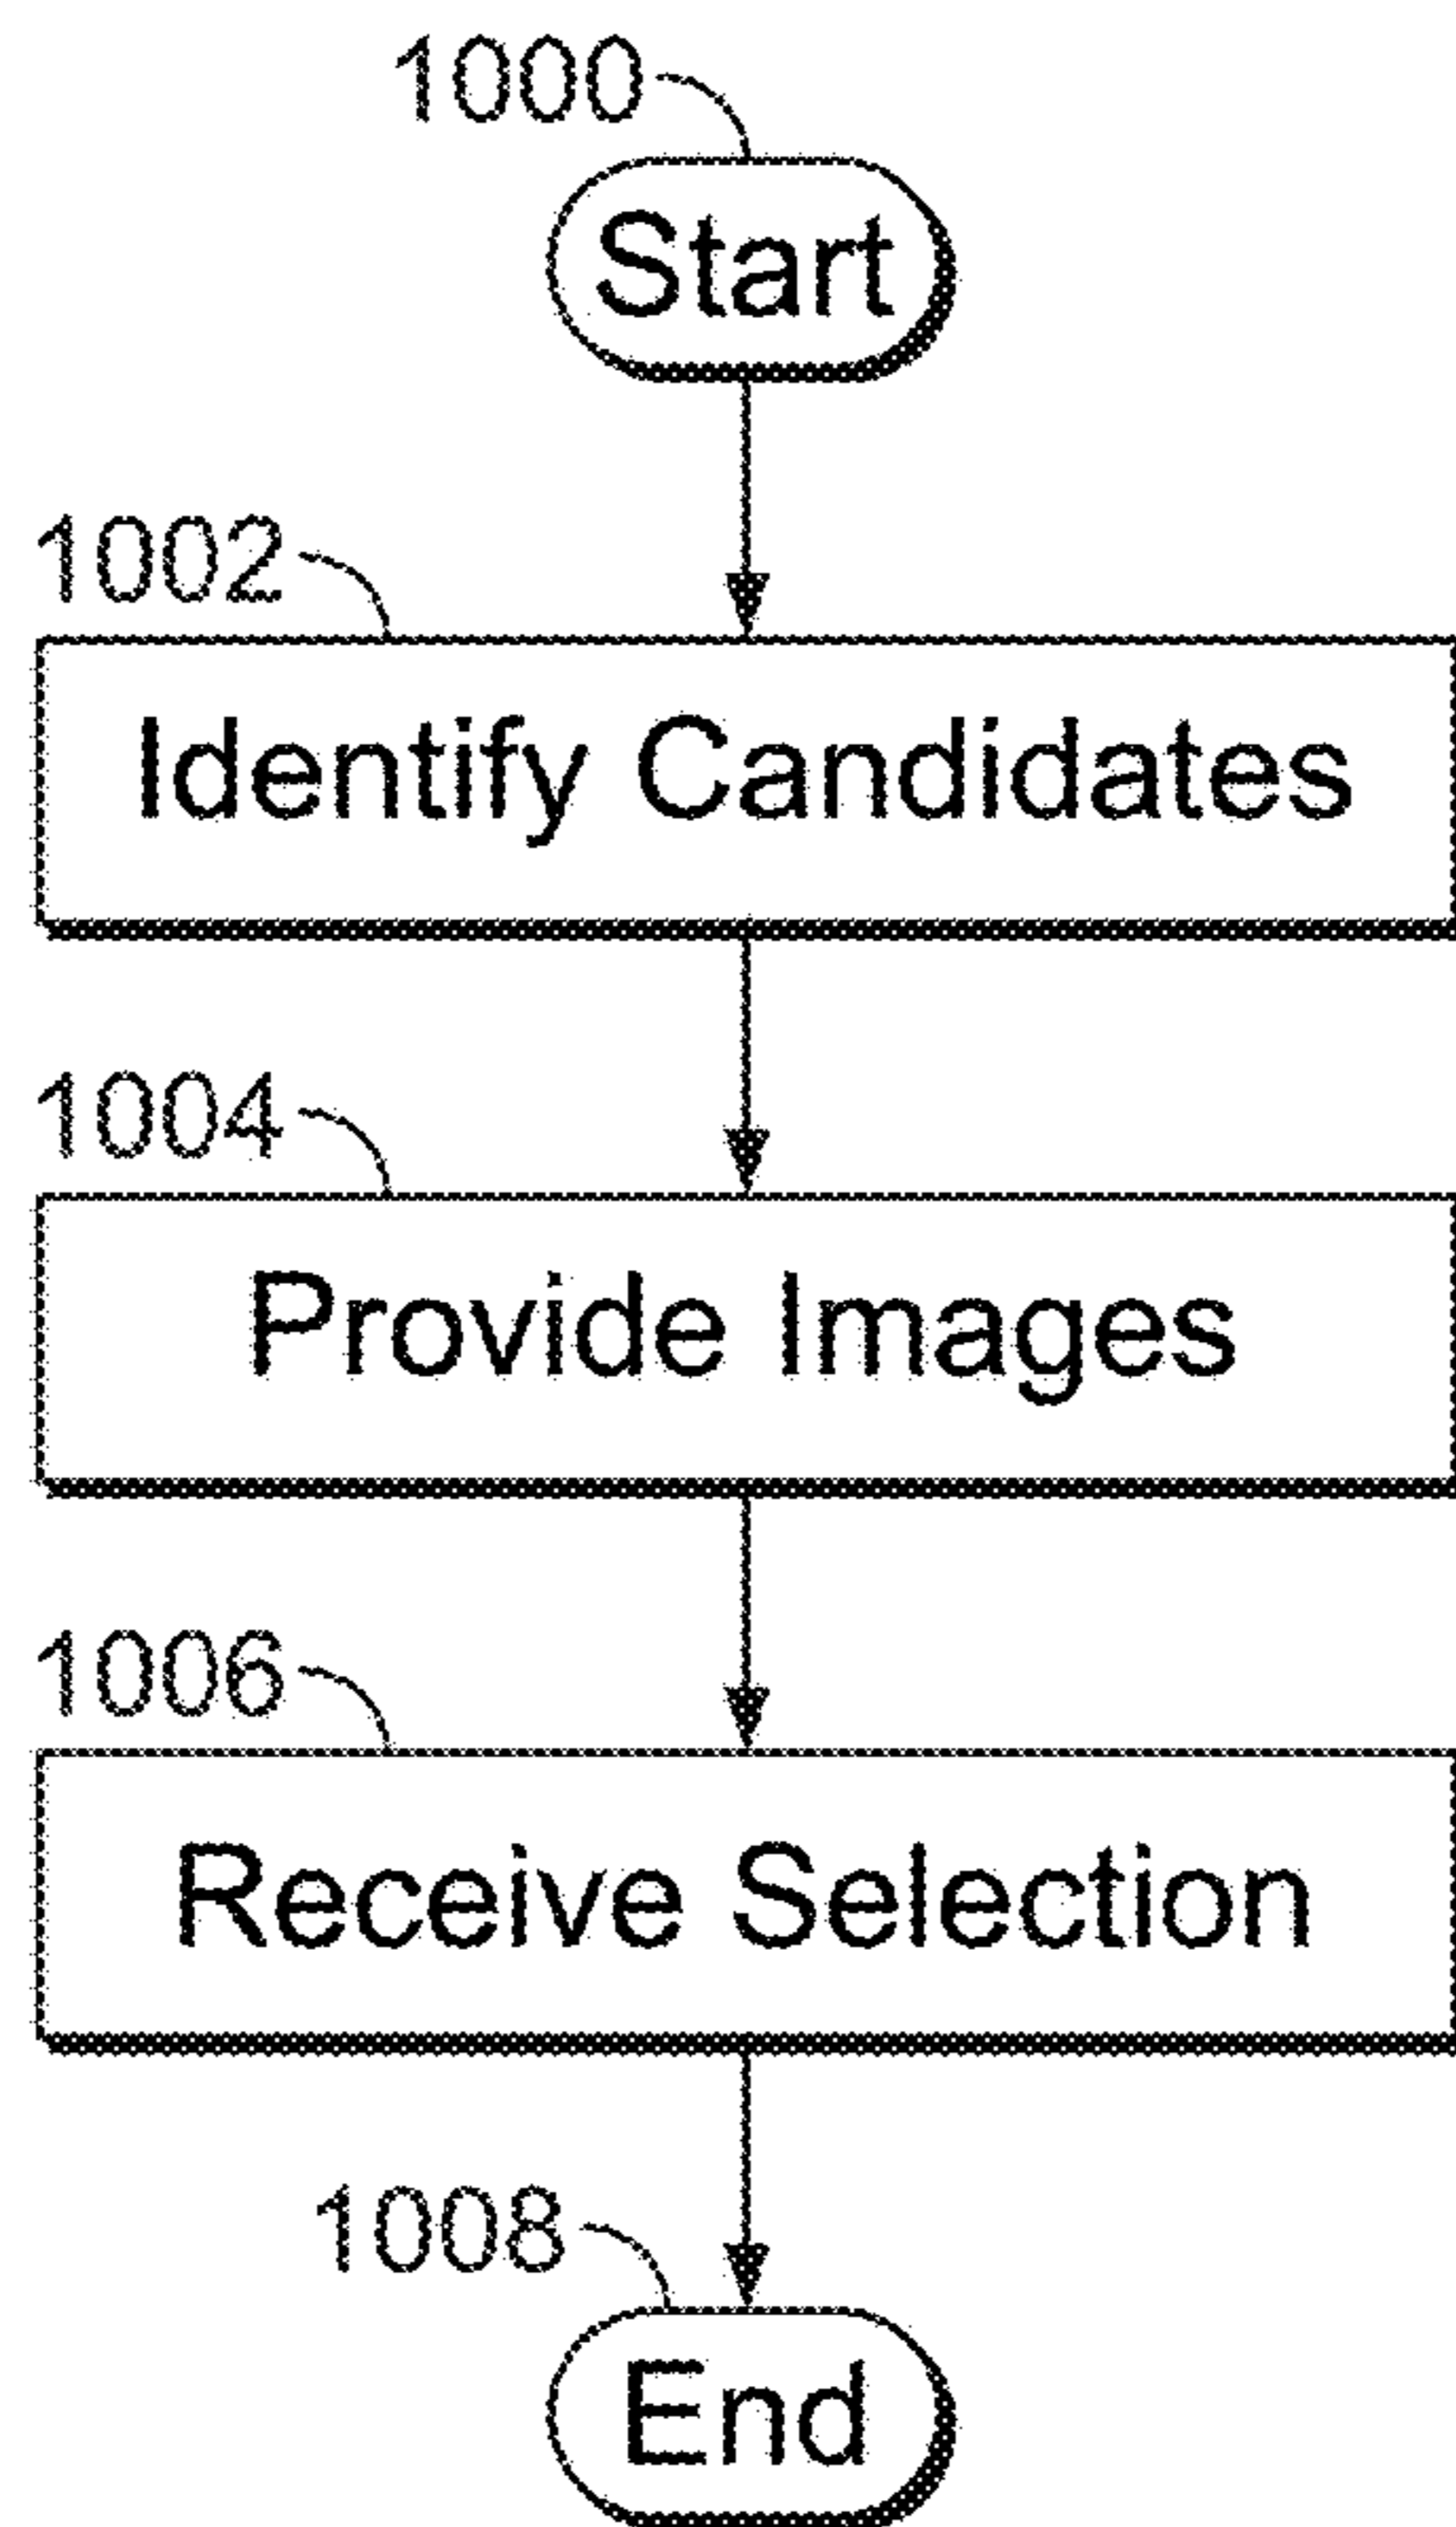 1000
Start
1002
Identify Candidates
1004
Provide Images
1006
Receive Selection
1008
End